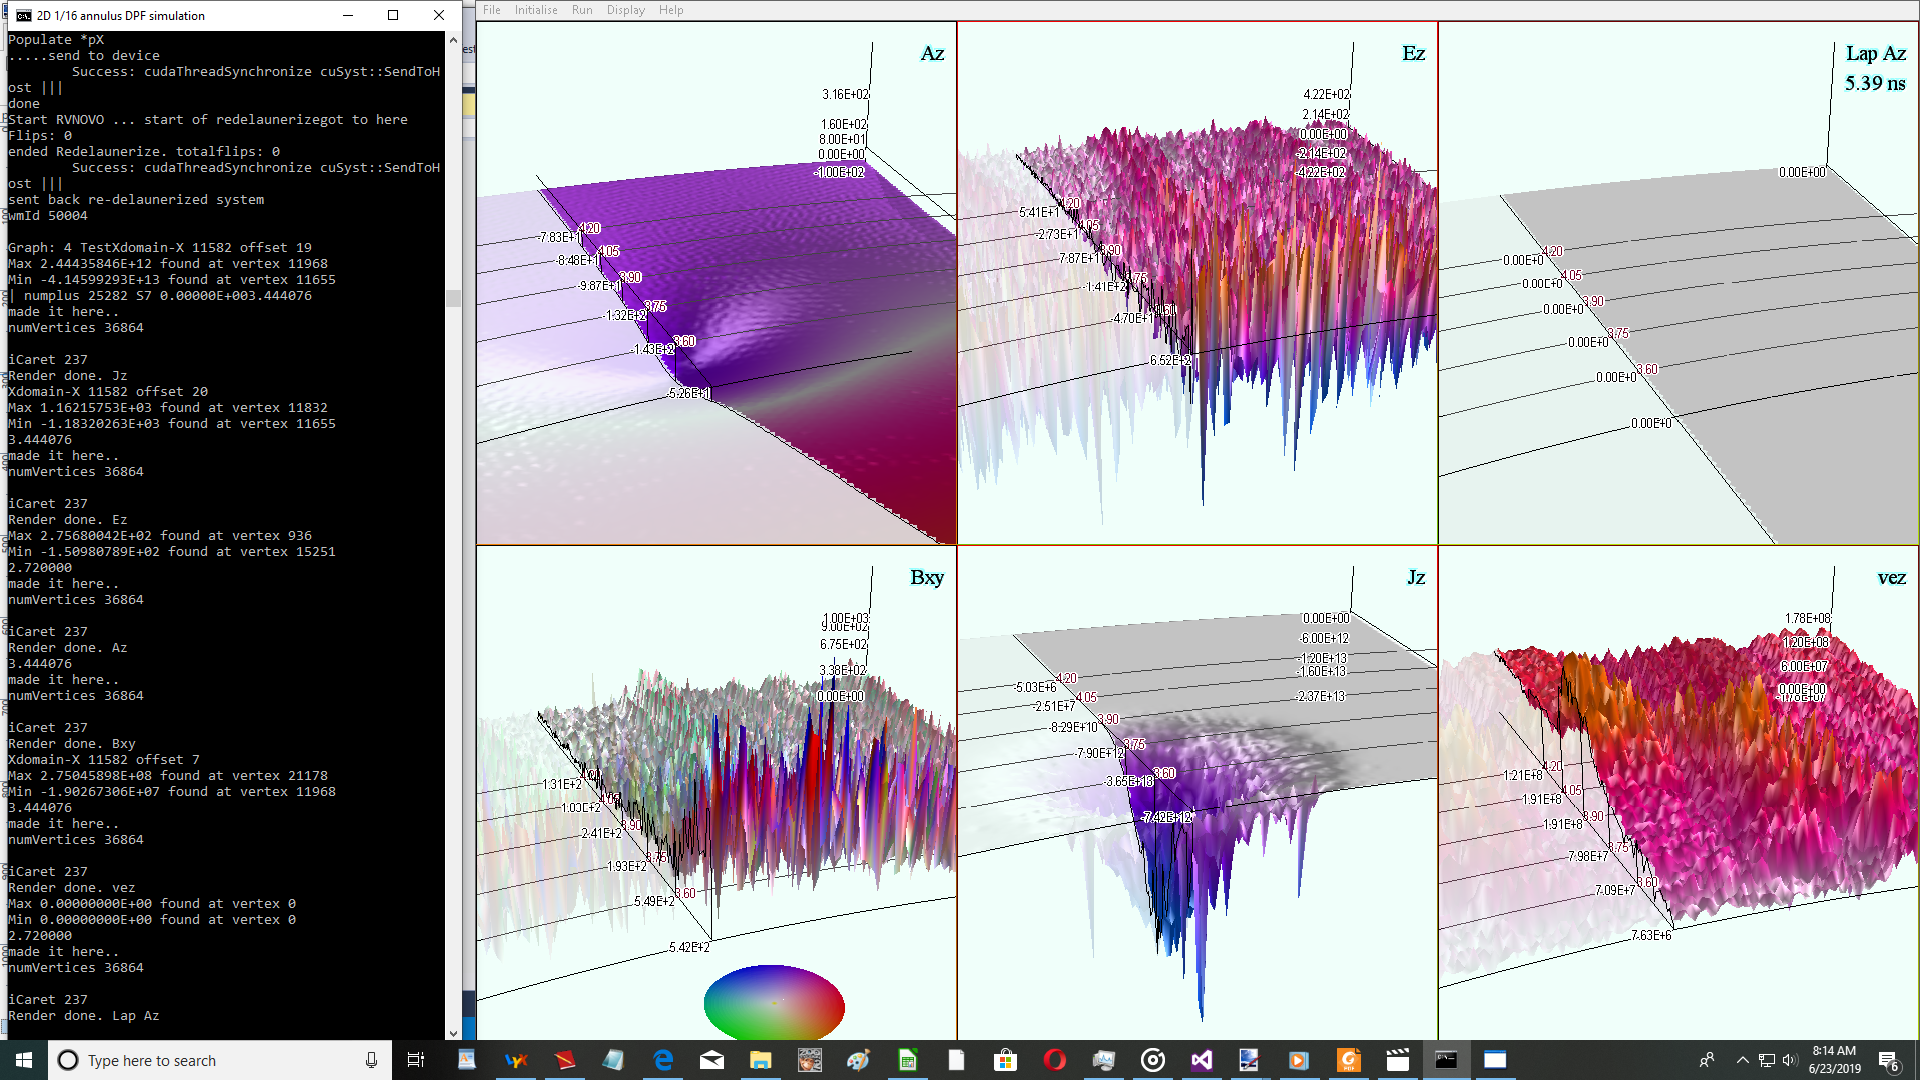 2D 1/16 annulus DPF simulation
Populate *pX
.....send to device
Success: cudaThreadSynchronize cuSyst::SendToH
ost |||
done
Start RVNOVO ... start of redelaunerizegot to here
Flips: 0
ended Redelaunerize. totalflips: 0
Success: cudaThreadSynchronize cuSyst::SendToH
ost |||
sent back re-delaunerized system
wmId 50004
Graph: 4 TestXdomain-X 11582 offset 19
Max 2.44435846E+12 found at vertex 11968
Min -4.14599293E+13 found at vertex 11655
| numplus 25282 S7 0.00000E+003.444076
made it here..
numVertices 36864
iCaret 237
Render done. Jz
Xdomain-X 11582 offset 20
Max 1.16215753E+03 found at vertex 11832
Min -1.18320263E+03 found at vertex 11655
3.444076
made it here..
numVertices 36864
iCaret 237
Render done. Ez
Max 2.75680042E+02 found at vertex 936
Min -1.50980789E+02 found at vertex 15251
2.720000
made it here..
numVertices 36864
iCaret 237
Render done. Az
3.444076
made it here..
numVertices 36864
iCaret 237
Render done. Bxy
Xdomain-X 11582 offset 7
Max 2.75045898E+08 found at vertex 21178
Min -1.90267306E+07 found at vertex 11968
3.444076
made it here..
numVertices 36864
iCaret 237
Render done. vez
Max 0.00000000E+00 found at vertex 0
Min 0.00000000E+00 found at vertex 0
2.720000
made it here..
numVertices 36864
iCaret 237
Render done. Lap Az
File Initialise Run Display Help
Az
3.16E+02
1.60E+02
8.00E+01
0.00E+00
-1.00E+02
4.20
-7.83E+1
4.05
-8.48E+1
3.90
-9.87E+1
3.75
-1.32E+2
3.60
-1.43E+2
-5.26E+1
Ez
4.22E+02
2.14E+02
0.00E+00
-2.14E+02
-4.22E+02
4.20
5.41E+1
4.05
-2.73E+1
3.90
7.87E+1
3.75
-1.41E+2
-4.70E+1
6.52E+2
Lap Az
5.39 ns
0.00E+00
4.20
0.00E+0
4.05
0.00E+0
3.90
0.00E+0
3.75
0.00E+0
3.60
0.00E+0
0.00E+0
Bxy
1.00E+03
9.00E+02
6.75E+02
3.38E+02
0.00E+00
1.31E+2
4.05
1.03E+2
3.90
2.41E+2
3.75
1.93E+2
3.60
5.49E+2
5.42E+2
Jz
0.00E+00
-6.00E+12
-1.20E+13
-1.60E+13
-2.37E+13
4.20
-5.03E+6
4.05
-2.51E+7
3.90
-8.29E+10
3.75
-7.90E+12
3.60
-3.65E+13
-7.42E+12
vez
1.78E+08
1.20E+08
6.00E+07
0.00E+00
4.20
1.21E+8
4.05
1.91E+8
3.90
1.91E+8
3.75
7.98E+7
3.60
7.09E+7
7.63E+6
Type here to search
8:14 AM
6/23/2019
6